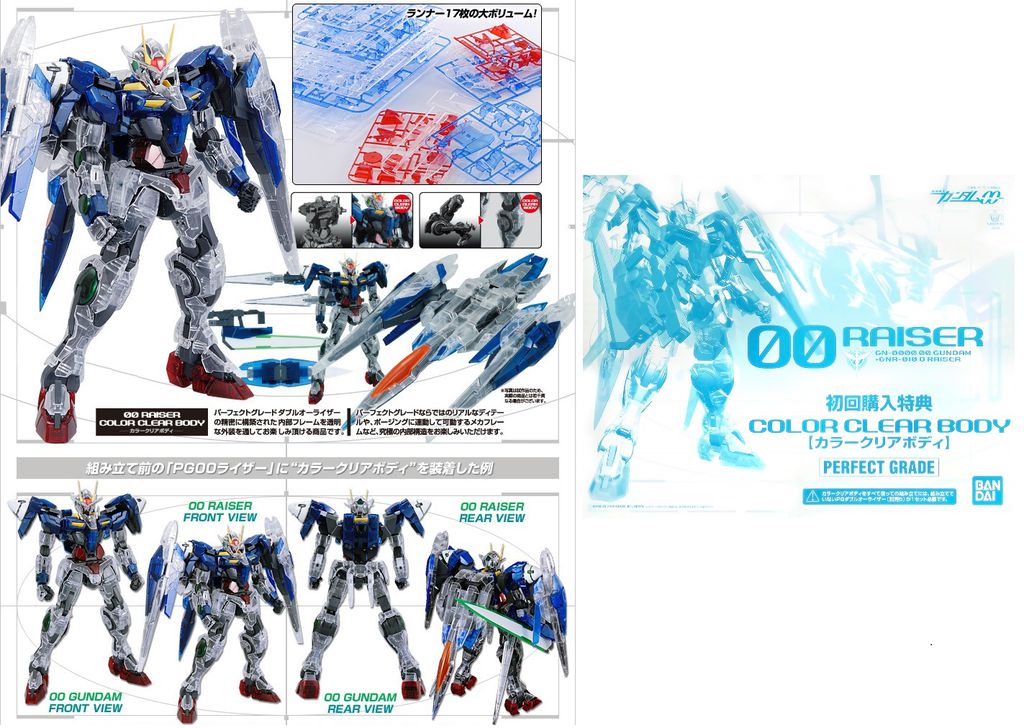 ランナー17枚の大ボリューム!
COLOR
CLEAR
BODY
COLOR
CLEAR
BODY
※写真は試作品のため、
実際の商品とは若干異
なる場合がございます。
00 RAISER
COLOR CLEAR BODY
カラークリアボディ
パーフェクトグレードダブルオーライザー
の精密に構築された 内部フレームを透明
な外装を通してお楽しみ頂ける商品です。
パーフェクトグレードならではのリアルなディテー
ルや、ポージングに連動して可動するメカフレー
ムなど、究極の内部構造をお楽しみいただけます。
組み立て前の「PG00ライザー」に“カラークリアボディ”を装着した例
00 RAISER
FRONT VIEW
00 RAISER
REAR VIEW
00 GUNDAM
FRONT VIEW
00 GUNDAM
REAR VIEW
ガンダム00
00 RAISER
GN-0000 00 GUNDAM
+GNR-010 0 RAISER
初回購入特典
COLOR CLEAR BODY
【カラークリアボディ】
PERFECT GRADE
カラークリアボディをすべて使っての組み立てには、組み立てて
いないPGダブルオーライザー(別売り)が1セット必要です。
BAN
DAI